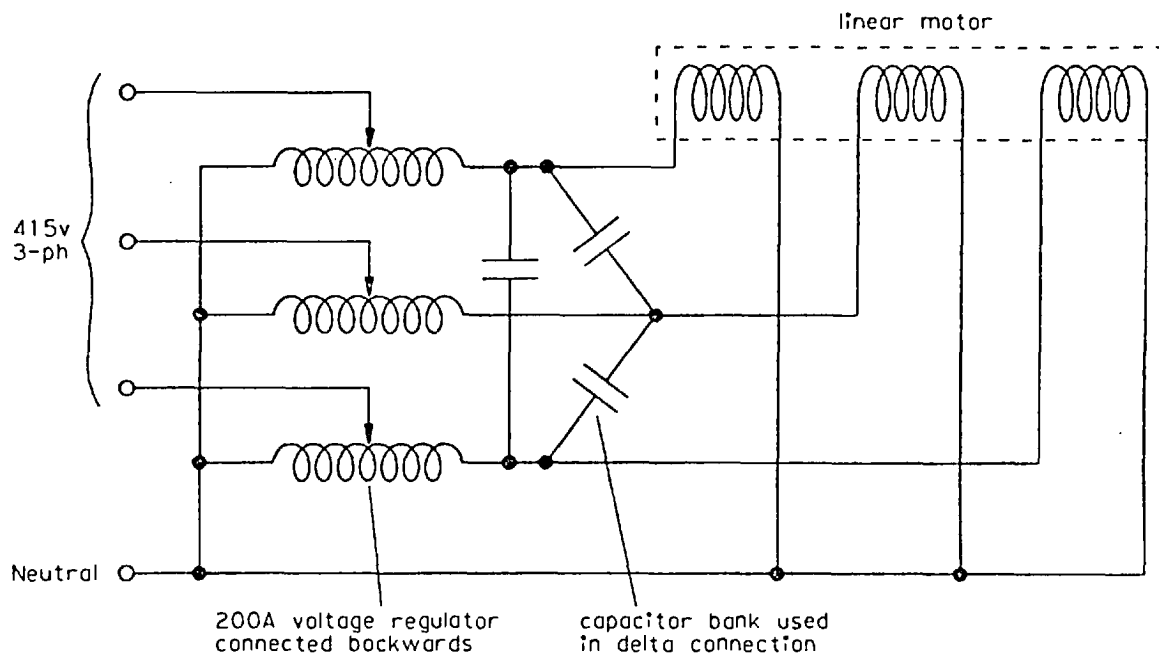 linear motor
415v
3-ph
Neutral
200A voltage regulator
connected backwards
capacitor bank used
in delta connection